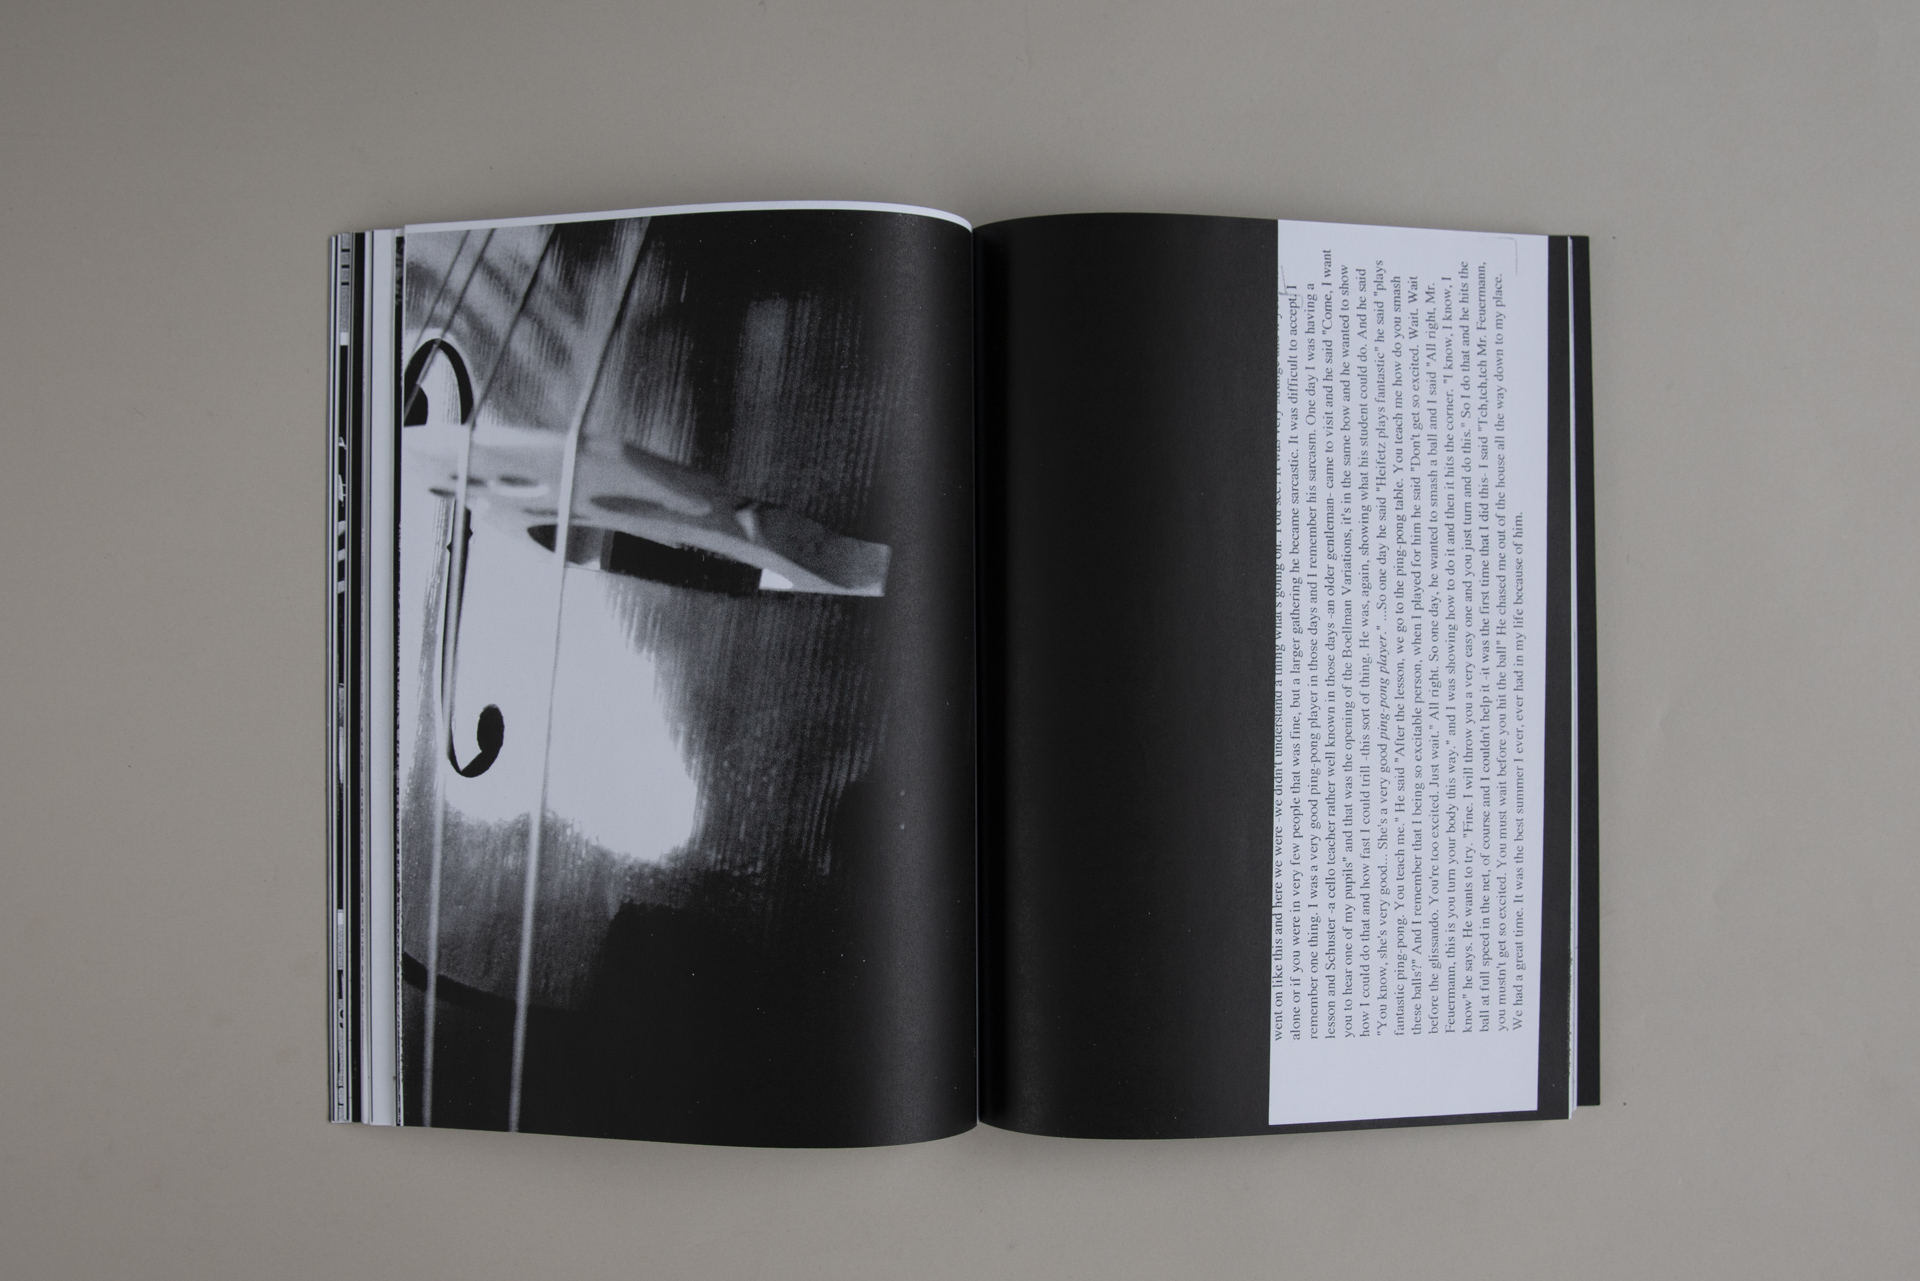 went on like this and here we were -we didn't understand a thing what's going on. You see? It was very
alone or if you were in very few people that was fine, but a larger gathering he became sarcastic. It was difficult to accept. I
remember one thing. I was a very good ping-pong player in those days and I remember his sarcasm. One day I was having a
lesson and Schuster -a cello teacher rather well known in those days -an older gentleman- came to visit and he said "Come, I want
you to hear one of my pupils" and that was the opening of the Boellman Variations, it's in the same bow and he wanted to show
how I could do that and how fast I could trill -this sort of thing. He was, again, showing what his student could do. And he said
"You know, she's very good... She's a very good ping-pong player." ...So one day he said "Heifetz plays fantastic" he said "plays
fantastic ping-pong. You teach me." He said "After the lesson, we go to the ping-pong table. You teach me how do you smash
these balls?" And I remember that I being so excitable person, when I played for him he said "Don't get so excited. Wait. Wait
before the glissando. You're too excited. Just wait." All right. So one day, he wanted to smash a ball and I said "All right, Mr.
Feuermann, this is you turn your body this way." and I was showing how to do it and then it hits the corner. "I know, I know, I
know" he says. He wants to try. "Fine. I will throw you a very easy one and you just turn and do this." So I do that and he hits the
ball at full speed in the net, of course and I couldn't help it -it was the first time that I did this- I said "Tch,tch,tch Mr. Feuermann,
you mustn't get so excited. You must wait before you hit the ball" He chased me out of the house all the way down to my place.
We had a great time. It was the best summer I ever, ever had in my life because of him.